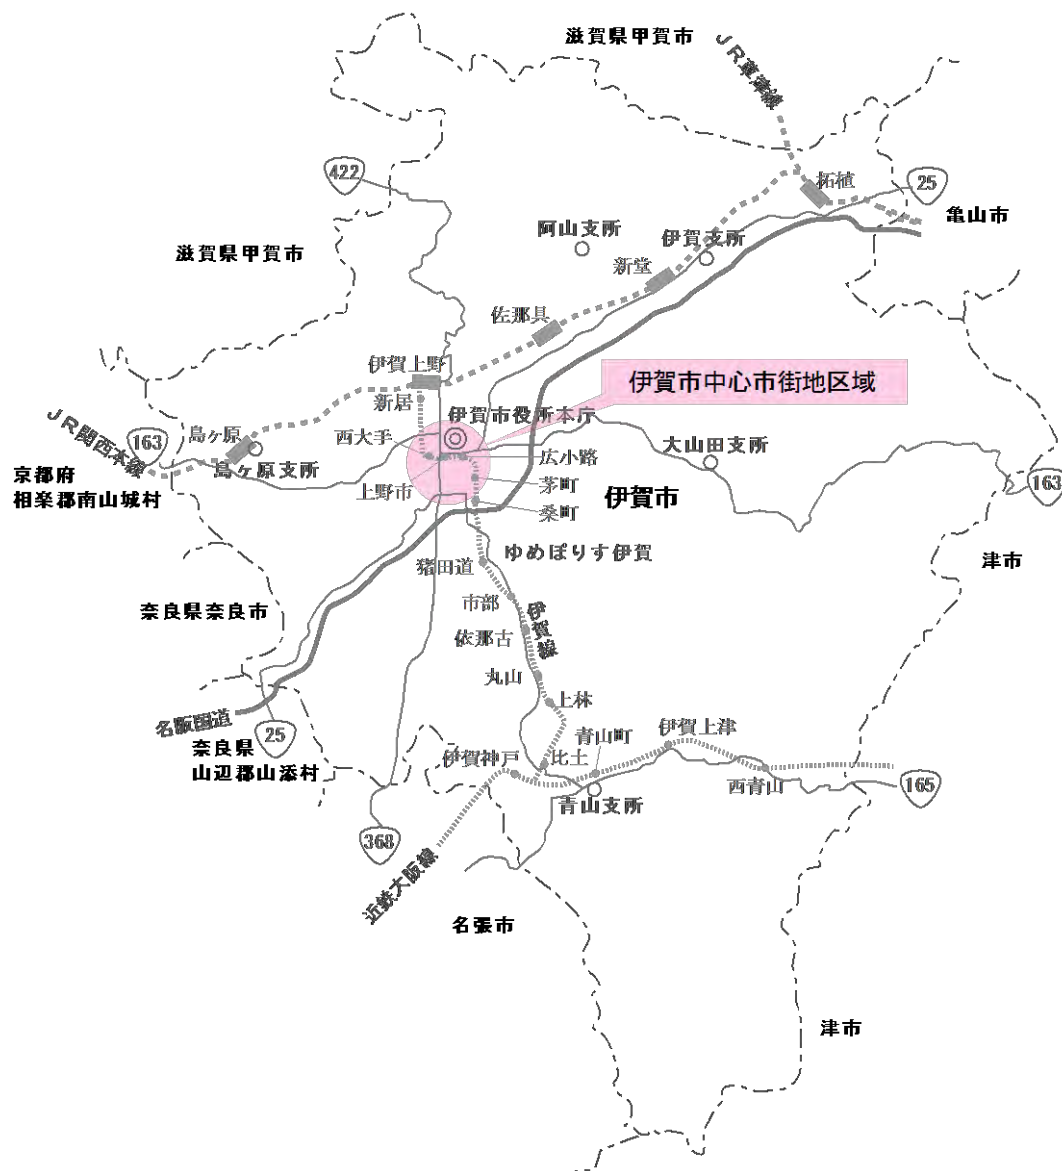 滋賀県甲賀市
JR草津線
422
柘植
25
亀山市
阿山支所
伊賀支所
滋賀県甲賀市
新堂
佐那具
伊賀上野
伊賀市中心市街地区域
新居
伊賀市役所本庁
JR関西本線
163
島ヶ原
西大手
島ヶ原支所
広小路
大山田支所
京都府
相楽郡南山城村
上野市
茅町
伊賀市
163
桑町
ゆめぽりす伊賀
猪田道
津市
奈良県奈良市
市部
伊賀線
依那古
丸山
上林
名阪国道
25
奈良県
山辺郡山添村
青山町
伊賀上津
伊賀神戸
比土
西青山
165
青山支所
368
近鉄大阪線
名張市
津市